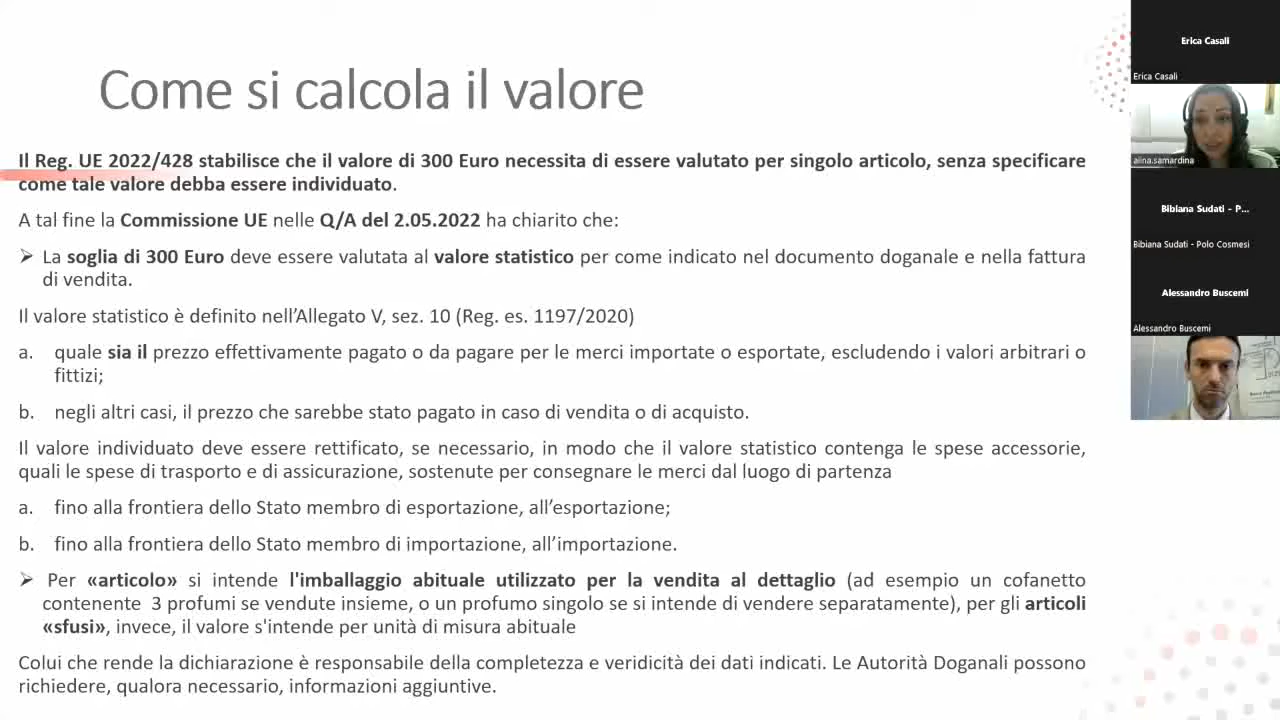 Come si calcola il valore
Il Reg. UE 2022/428 stabilisce che il valore di 300 Euro necessita di essere valutato per singolo articolo, senza specificare
come tale valore debba essere individuato.
A tal fine la Commissione UE nelle Q/A del 2.05.2022 ha chiarito che:
➢ La soglia di 300 Euro deve essere valutata al valore statistico per come indicato nel documento doganale e nella fattura
di vendita.
Il valore statistico è definito nell’Allegato V, sez. 10 (Reg. es. 1197/2020)
a. quale sia il prezzo effettivamente pagato o da pagare per le merci importate o esportate, escludendo i valori arbitrari o
fittizi;
b. negli altri casi, il prezzo che sarebbe stato pagato in caso di vendita o di acquisto.
Il valore individuato deve essere rettificato, se necessario, in modo che il valore statistico contenga le spese accessorie,
quali le spese di trasporto e di assicurazione, sostenute per consegnare le merci dal luogo di partenza
a. fino alla frontiera dello Stato membro di esportazione, all’esportazione;
b. fino alla frontiera dello Stato membro di importazione, all’importazione.
➢ Per «articolo» si intende l'imballaggio abituale utilizzato per la vendita al dettaglio (ad esempio un cofanetto
contenente 3 profumi se vendute insieme, o un profumo singolo se si intende di vendere separatamente), per gli articoli
«sfusi», invece, il valore s'intende per unità di misura abituale
Colui che rende la dichiarazione è responsabile della completezza e veridicità dei dati indicati. Le Autorità Doganali possono
richiedere, qualora necessario, informazioni aggiuntive.
Erica Casali
Erica Casali
alina.samardina
Bibiana Sudati - P...
Bibiana Sudati - Polo Cosmesi
Alessandro Buscemi
Alessandro Buscemi